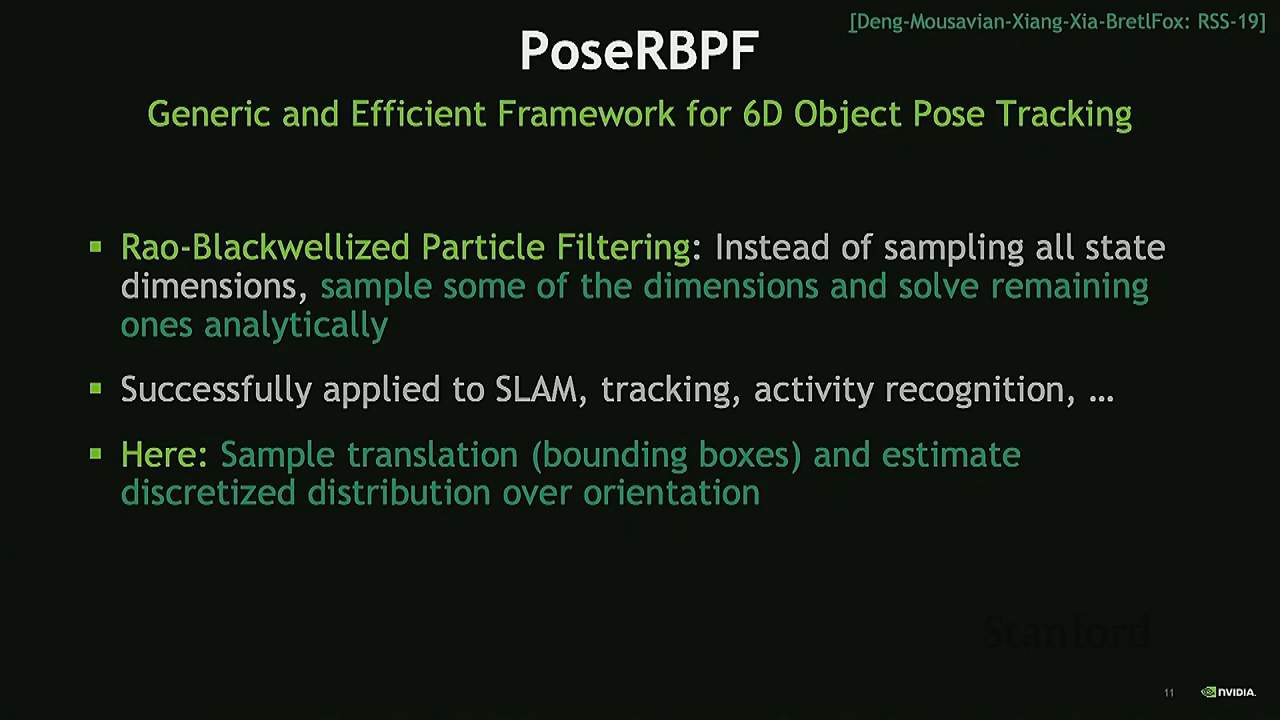 [Deng-Mousavian-Xiang-Xia-BretlFox: RSS-19]
PoseRBPF
Generic and Efficient Framework for 6D Object Pose Tracking
▪ Rao-Blackwellized Particle Filtering: Instead of sampling all state
dimensions, sample some of the dimensions and solve remaining
ones analytically
▪ Successfully applied to SLAM, tracking, activity recognition, …
▪ Here: Sample translation (bounding boxes) and estimate
discretized distribution over orientation
Stanford
11
NVIDIA.